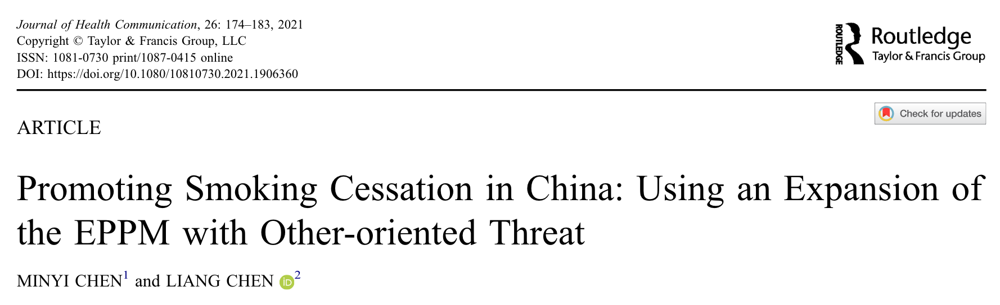 Journal of Health Communication, 26: 174–183, 2021
Copyright © Taylor & Francis Group, LLC
ISSN: 1081-0730 print/1087-0415 online
DOI: https://doi.org/10.1080/10810730.2021.1906360
ROUTLEDGE
Routledge
Taylor & Francis Group
Check for updates
ARTICLE
Promoting Smoking Cessation in China: Using an Expansion of
the EPPM with Other-oriented Threat
MINYI CHEN1 and LIANG CHEN iD 2